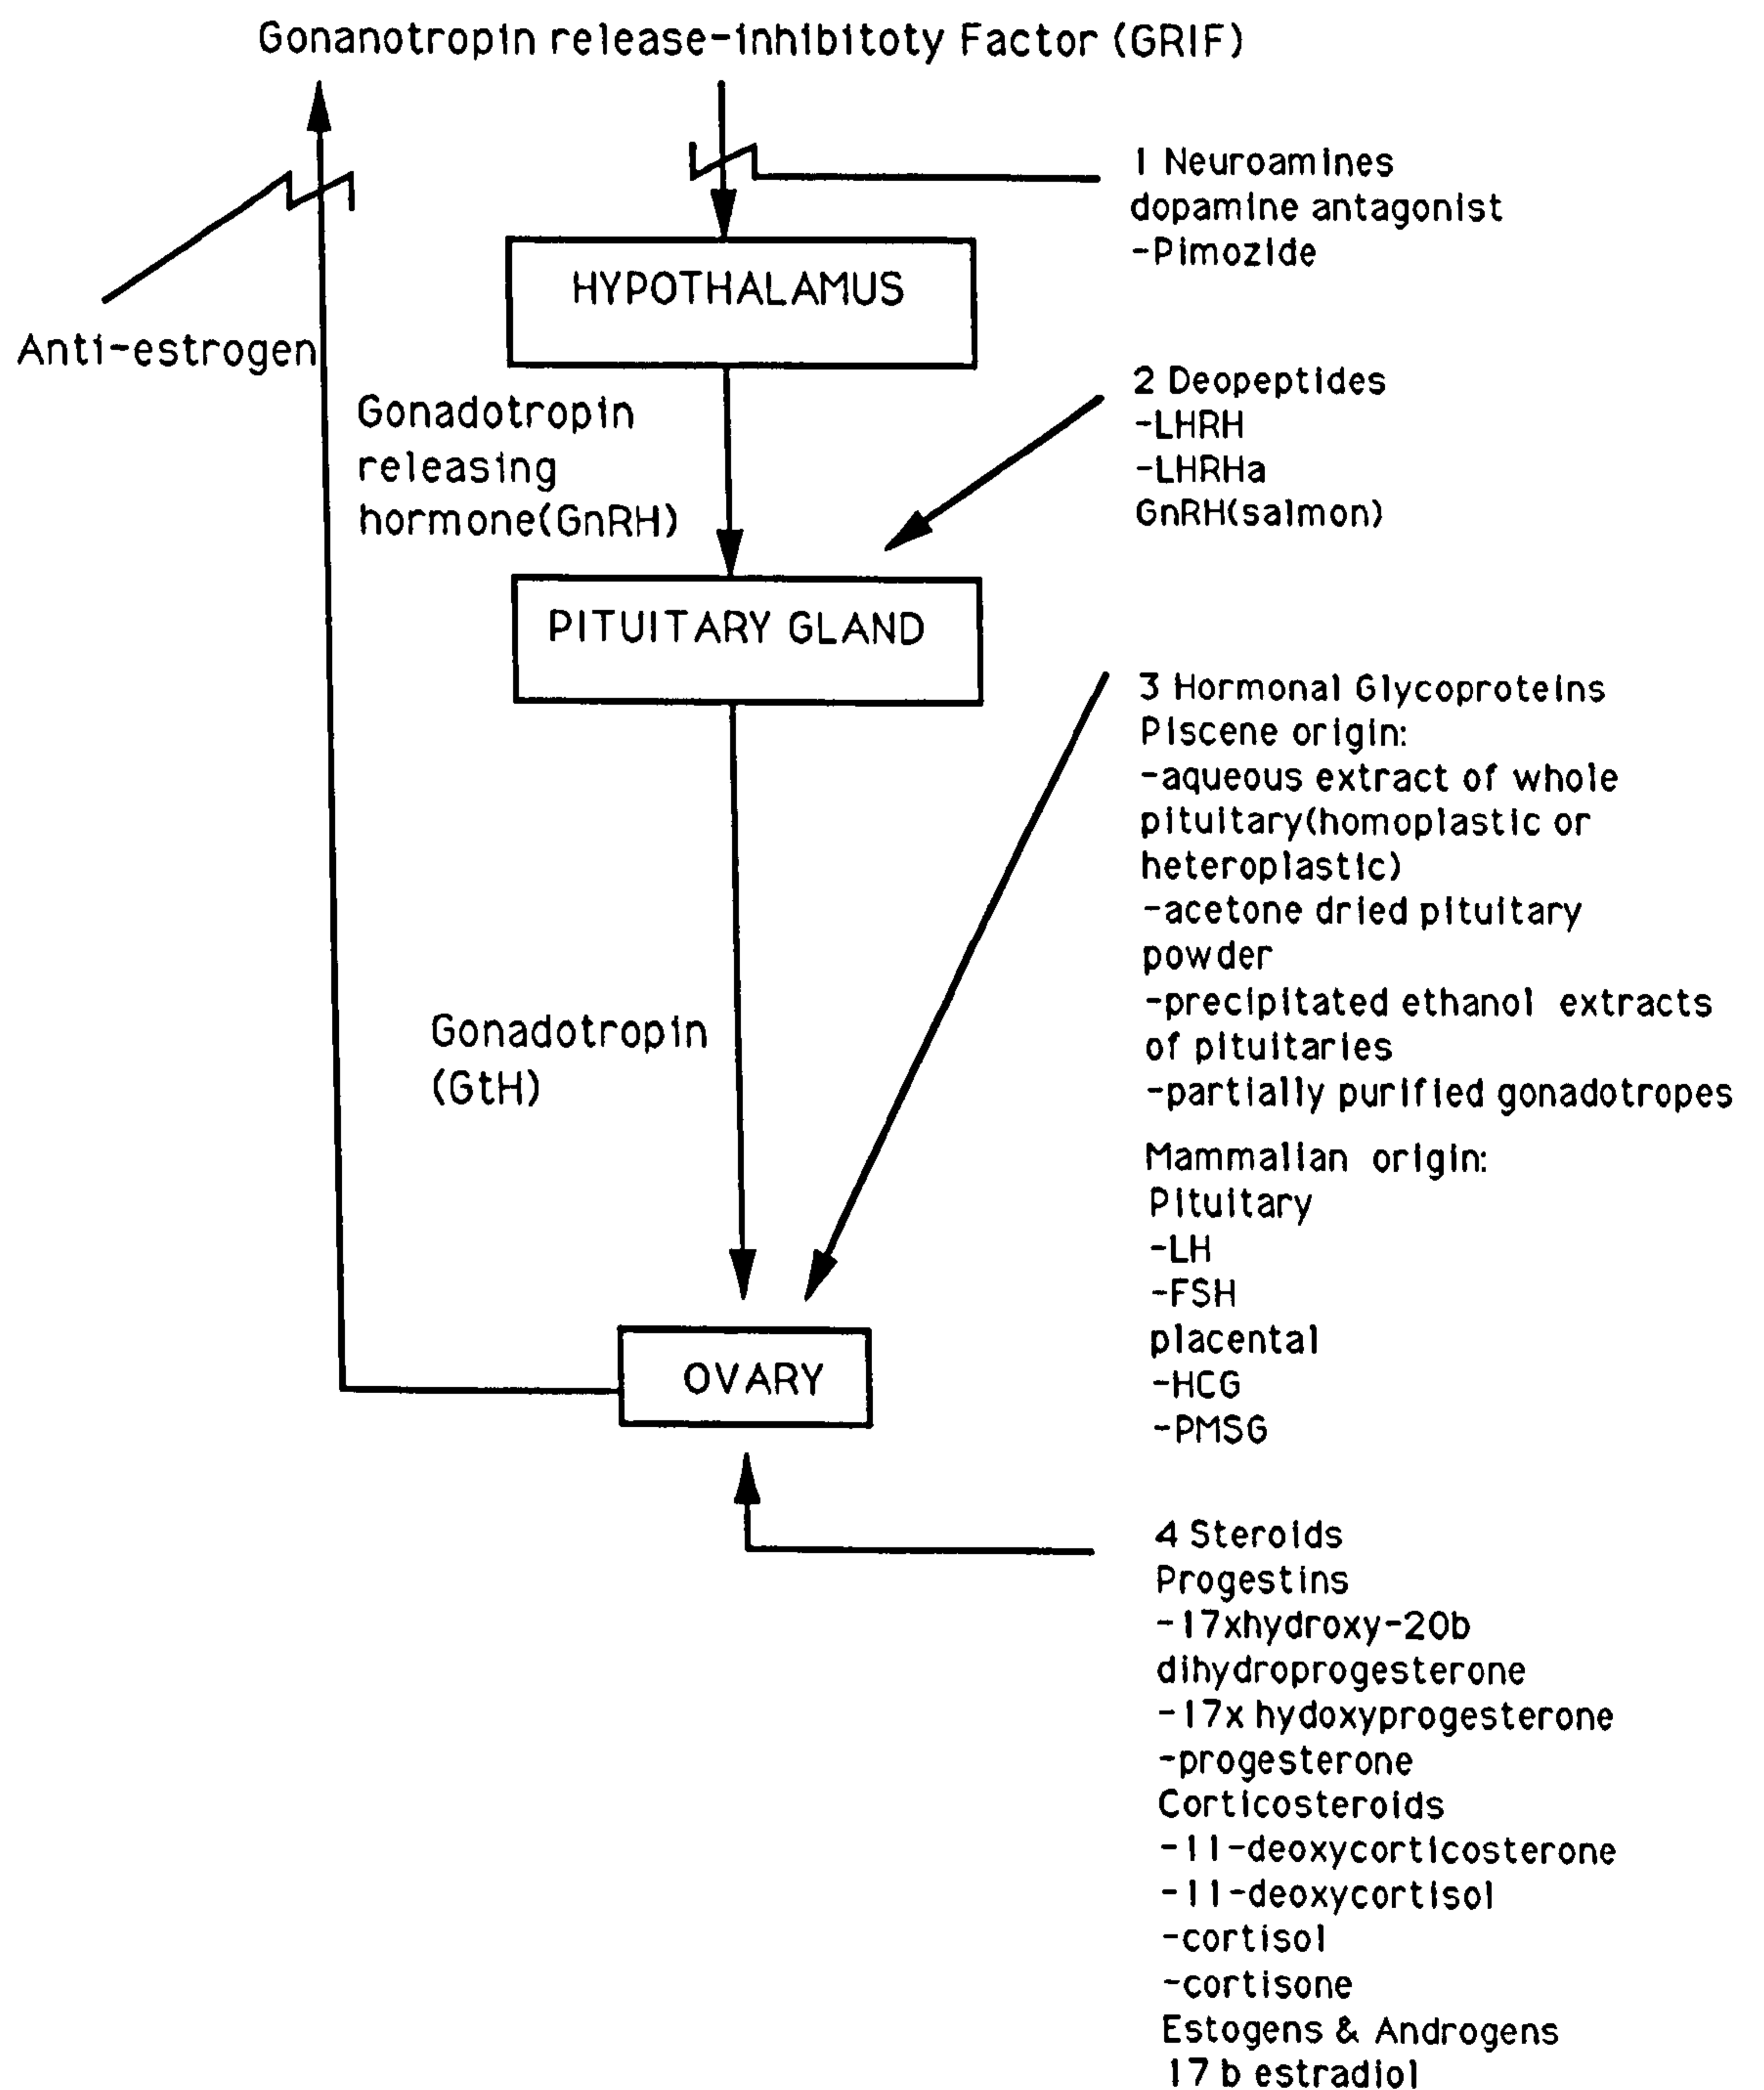 Gonanotropin release-inhibitoty Factor (GRIF)
1 Neuroamines
dopamine antagonist
-Pimozide
HYPOTHALAMUS
Anti-estrogen
Gonadotropin
releasing
hormone(GnRH)
2 Deopeptides
-LHRH
-LHRHa
GnRH(salmon)
PITUITARY GLAND
3 Hormonal Glycoproteins
Piscene origin:
-aqueous extract of whole
pituitary(homoplastic or
heteroplastic)
-acetone dried pituitary
powder
-precipitated ethanol extracts
of pituitaries
-partially purified gonadotropes
Gonadotropin
(GtH)
Mammalian origin:
Pituitary
-LH
-FSH
placental
-HCG
-PMSG
OVARY
4 Steroids
Progestins
-17xhydroxy-20b
dihydroprogesterone
-17x hydoxyprogesterone
-progesterone
Corticosteroids
-11-deoxycorticosterone
-11-deoxycortisol
-cortisol
-cortisone
Estogens & Androgens
17 b estradiol